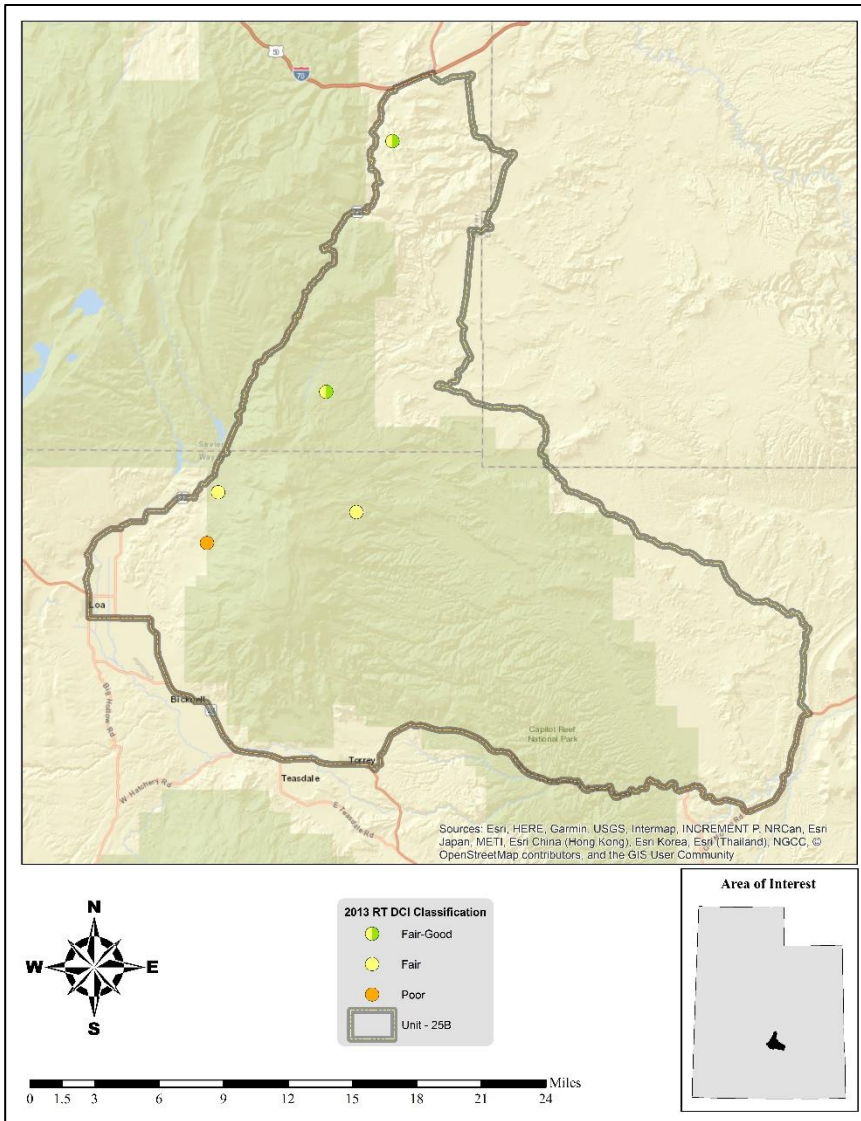 50
70
Loa
Bicknell
Big Hollow Rd
W Hatchery Rd
Teasdale
Torrey
E Teasdale Rd
Capitol Reef
National Park
Sources: Esri, HERE, Garmin, USGS, Intermap, INCREMENT P, NRCan, Esri
Japan, METI, Esri China (Hong Kong), Esri Korea, Esri (Thailand), NGCC, ©
OpenStreetMap contributors, and the GIS User Community
N
W
E
S
2013 RT DCI Classification
Fair-Good
Fair
Poor
Unit - 25B
Area of Interest
Miles
0 1.5 3 6 9 12 15 18 21 24